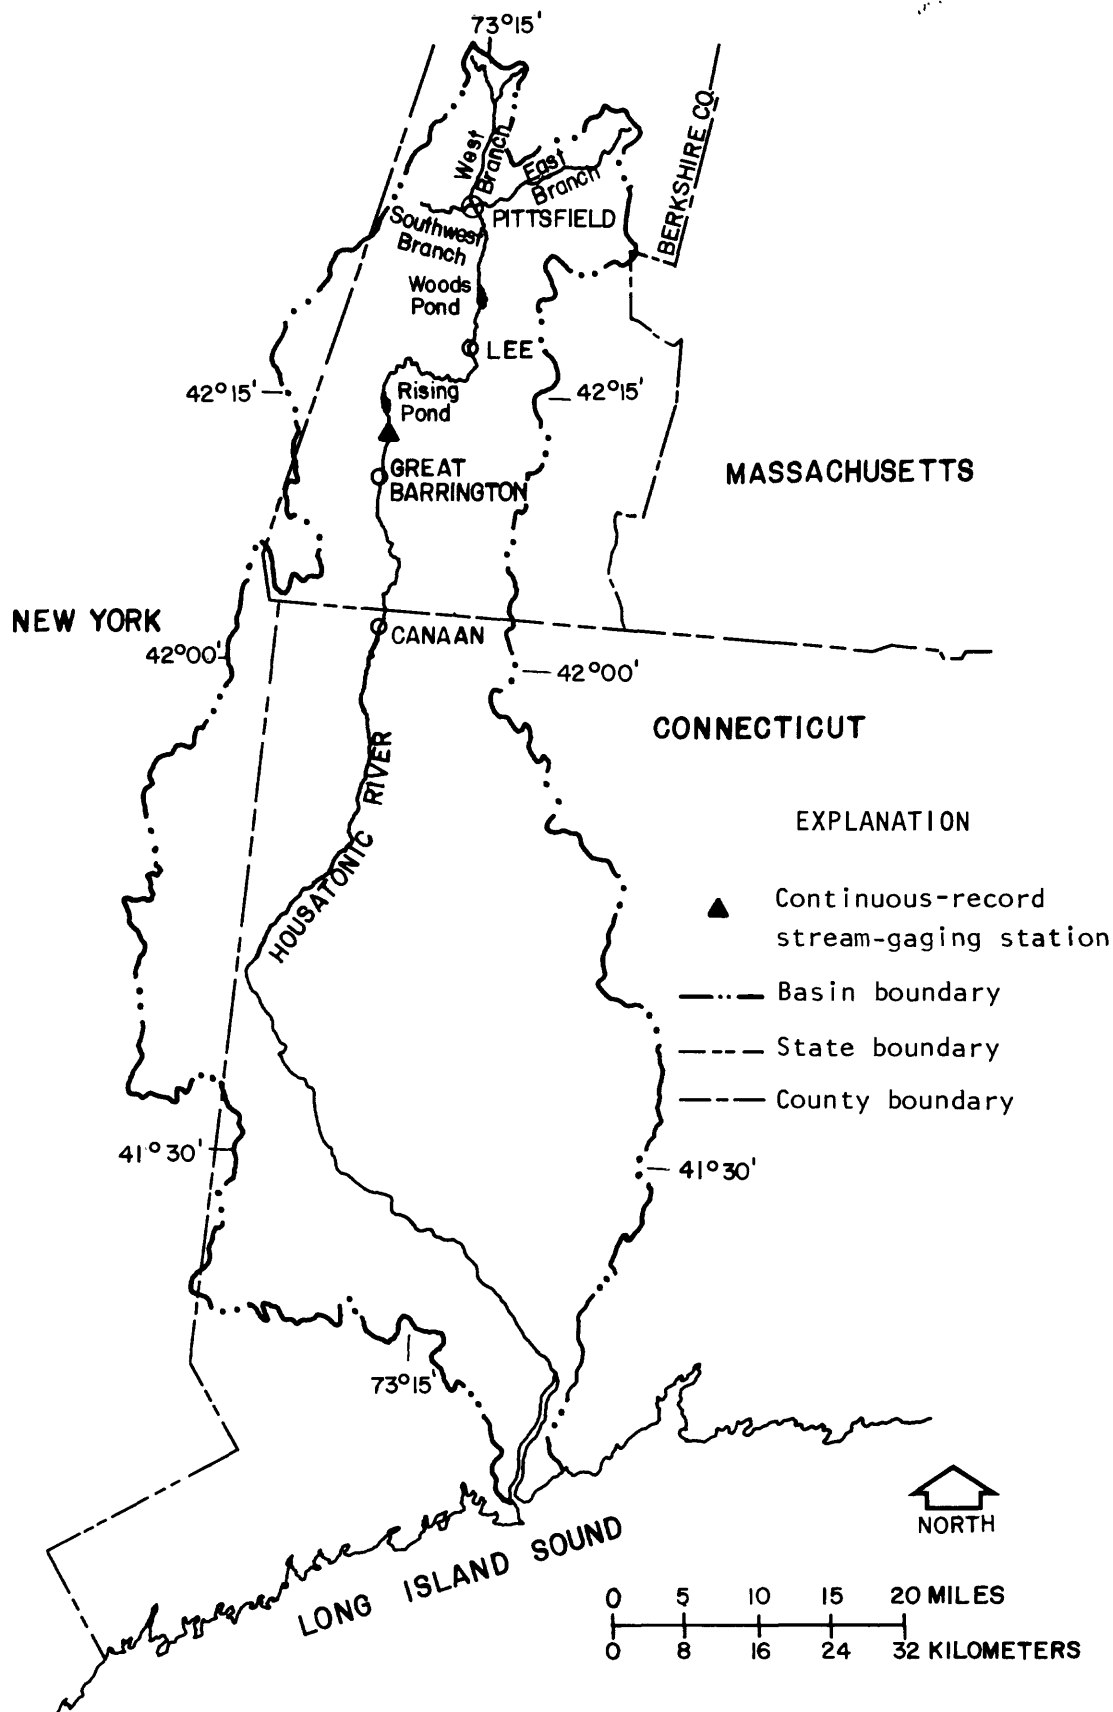 73°15'
West
Branch
East
Branch
BERKSHIRE CO.
Southwest
Branch
PITTSFIELD
Woods
Pond
LEE
42°15'
Rising
Pond
42°15'
GREAT
BARRINGTON
MASSACHUSETTS
NEW YORK
CANAAN
42°00'
42°00'
CONNECTICUT
HOUSATONIC RIVER
EXPLANATION
Continuous-record
stream-gaging station
Basin boundary
State boundary
County boundary
41°30'
41°30'
73°15'
NORTH
LONG ISLAND SOUND
0 5 10 15 20 MILES
0 8 16 24 32 KILOMETERS